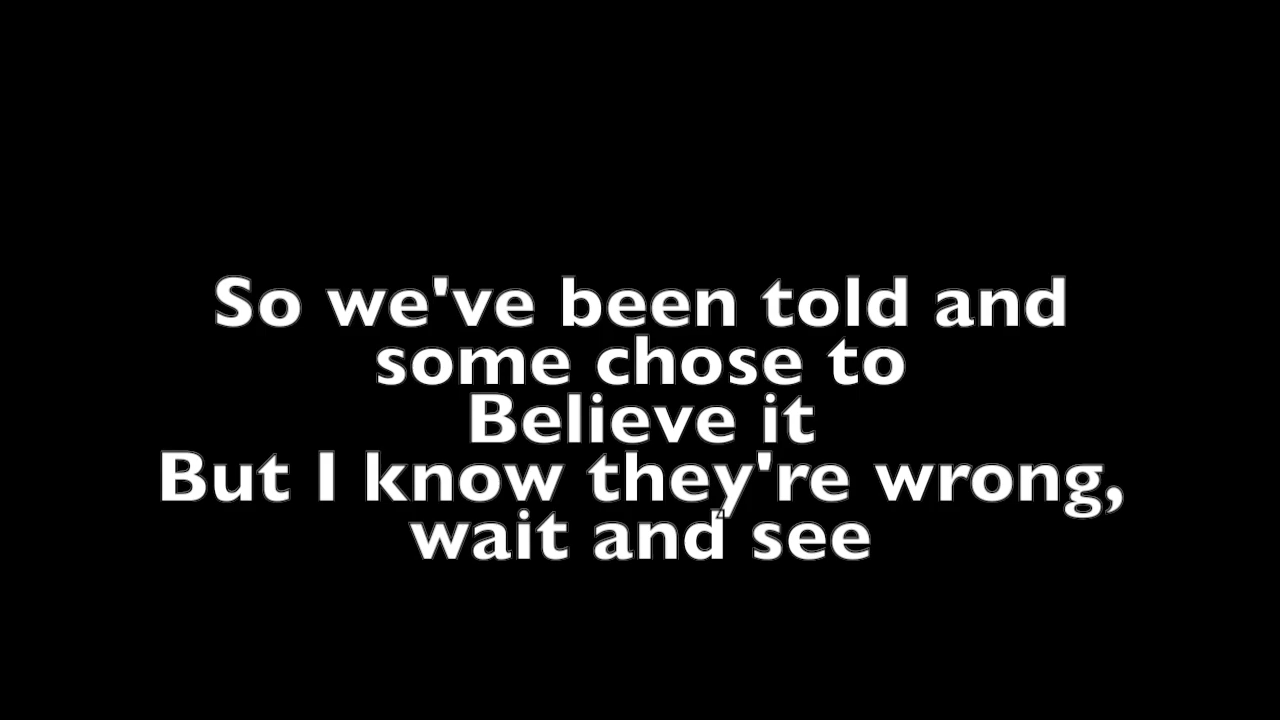 So we've been told and
some chose to
Believe it
But I know they're wrong,
wait and see